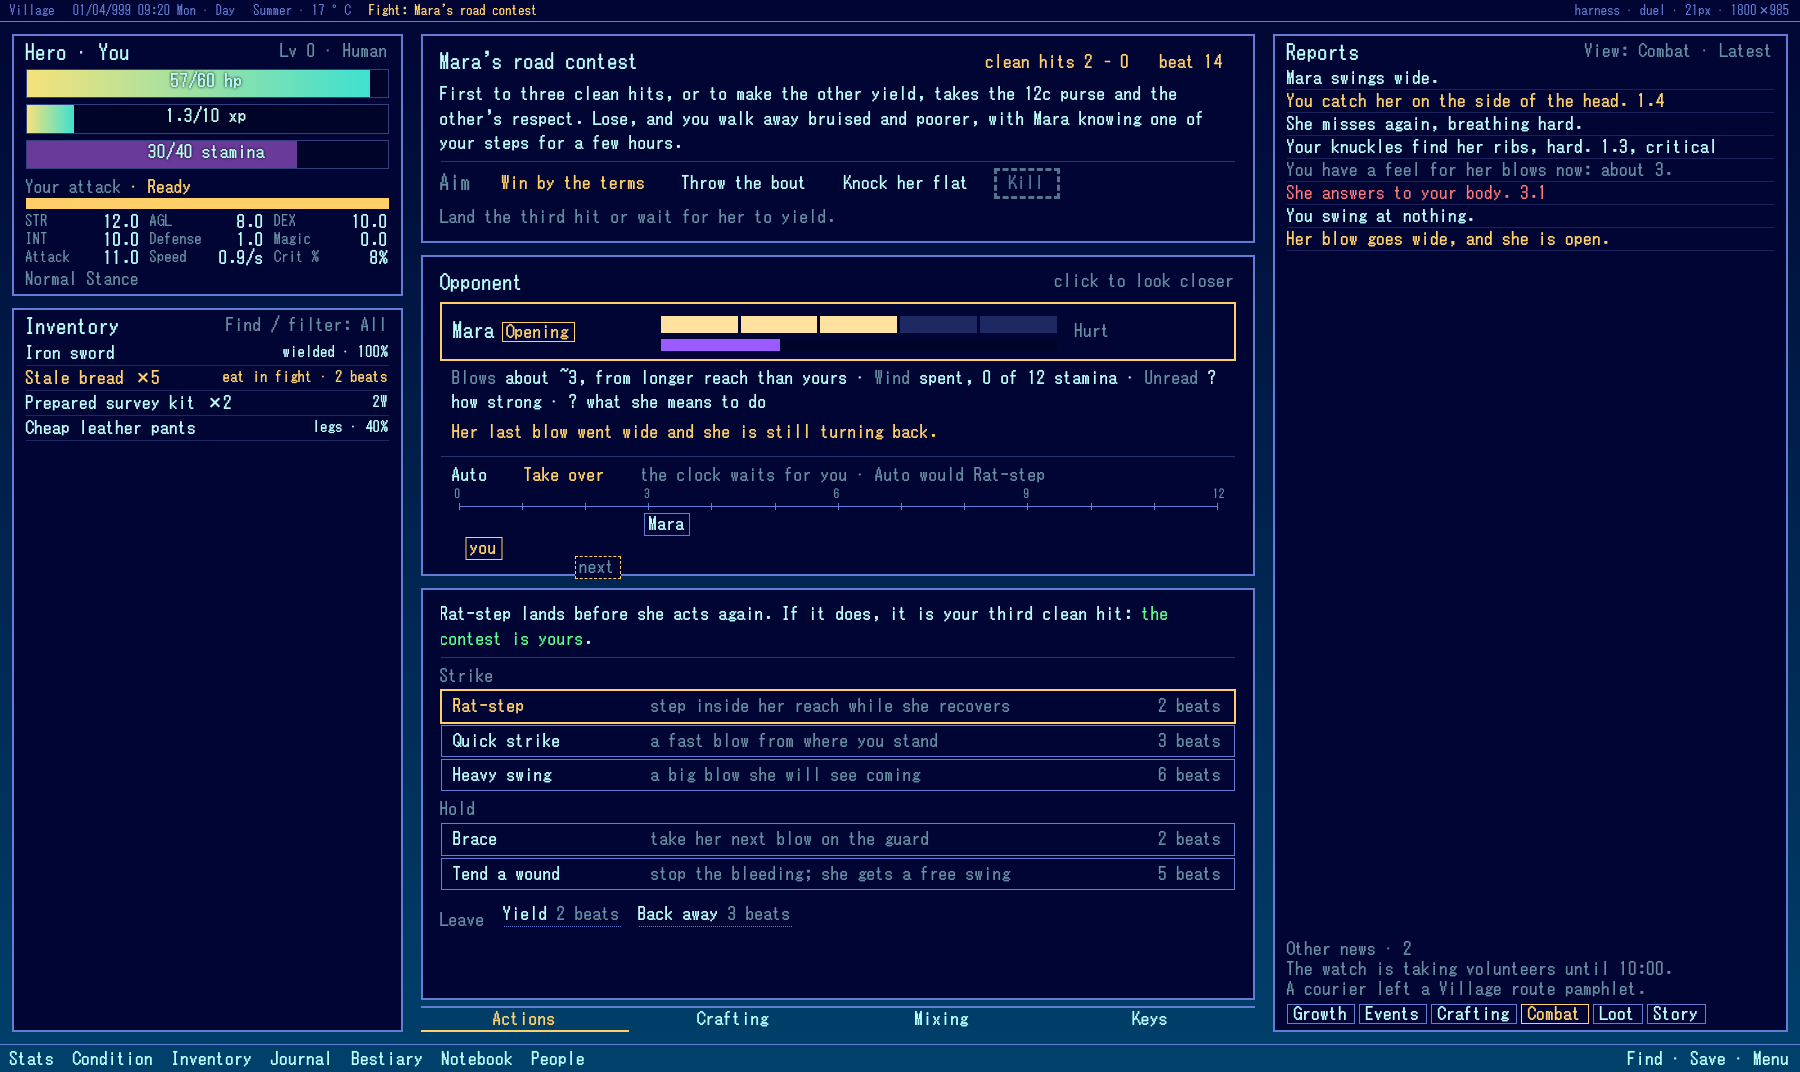 Village 01/04/999 09:20 Mon · Day Summer · 17 ° C Fight: Mara's road contest
harness · duel · 21px · 1800×985
Hero · You Lv 0 · Human
57/60 hp
1.3/10 xp
30/40 stamina
Your attack · Ready
STR 12.0 AGL 8.0 DEX 10.0
INT 10.0 Defense 1.0 Magic 0.0
Attack 11.0 Speed 0.9/s Crit % 8%
Normal Stance
Inventory Find / filter: All
Iron sword wielded · 100%
Stale bread ×5 eat in fight · 2 beats
Prepared survey kit ×2 2W
Cheap leather pants legs · 40%
Mara's road contest clean hits 2 - 0 beat 14
First to three clean hits, or to make the other yield, takes the 12c purse and the
other's respect. Lose, and you walk away bruised and poorer, with Mara knowing one of
your steps for a few hours.
Aim Win by the terms Throw the bout Knock her flat Kill
Land the third hit or wait for her to yield.
Opponent click to look closer
Mara Opening Hurt
Blows about ~3, from longer reach than yours · Wind spent, 0 of 12 stamina · Unread ?
how strong · ? what she means to do
Her last blow went wide and she is still turning back.
Auto Take over the clock waits for you · Auto would Rat-step
0 3 6 9 12
Mara
you
next
Rat-step lands before she acts again. If it does, it is your third clean hit: the
contest is yours.
Strike
Rat-step step inside her reach while she recovers 2 beats
Quick strike a fast blow from where you stand 3 beats
Heavy swing a big blow she will see coming 6 beats
Hold
Brace take her next blow on the guard 2 beats
Tend a wound stop the bleeding; she gets a free swing 5 beats
Leave Yield 2 beats Back away 3 beats
Actions Crafting Mixing Keys
Reports View: Combat · Latest
Mara swings wide.
You catch her on the side of the head. 1.4
She misses again, breathing hard.
Your knuckles find her ribs, hard. 1.3, critical
You have a feel for her blows now: about 3.
She answers to your body. 3.1
You swing at nothing.
Her blow goes wide, and she is open.
Other news · 2
The watch is taking volunteers until 10:00.
A courier left a Village route pamphlet.
Growth Events Crafting Combat Loot Story
Stats Condition Inventory Journal Bestiary Notebook People
Find · Save · Menu